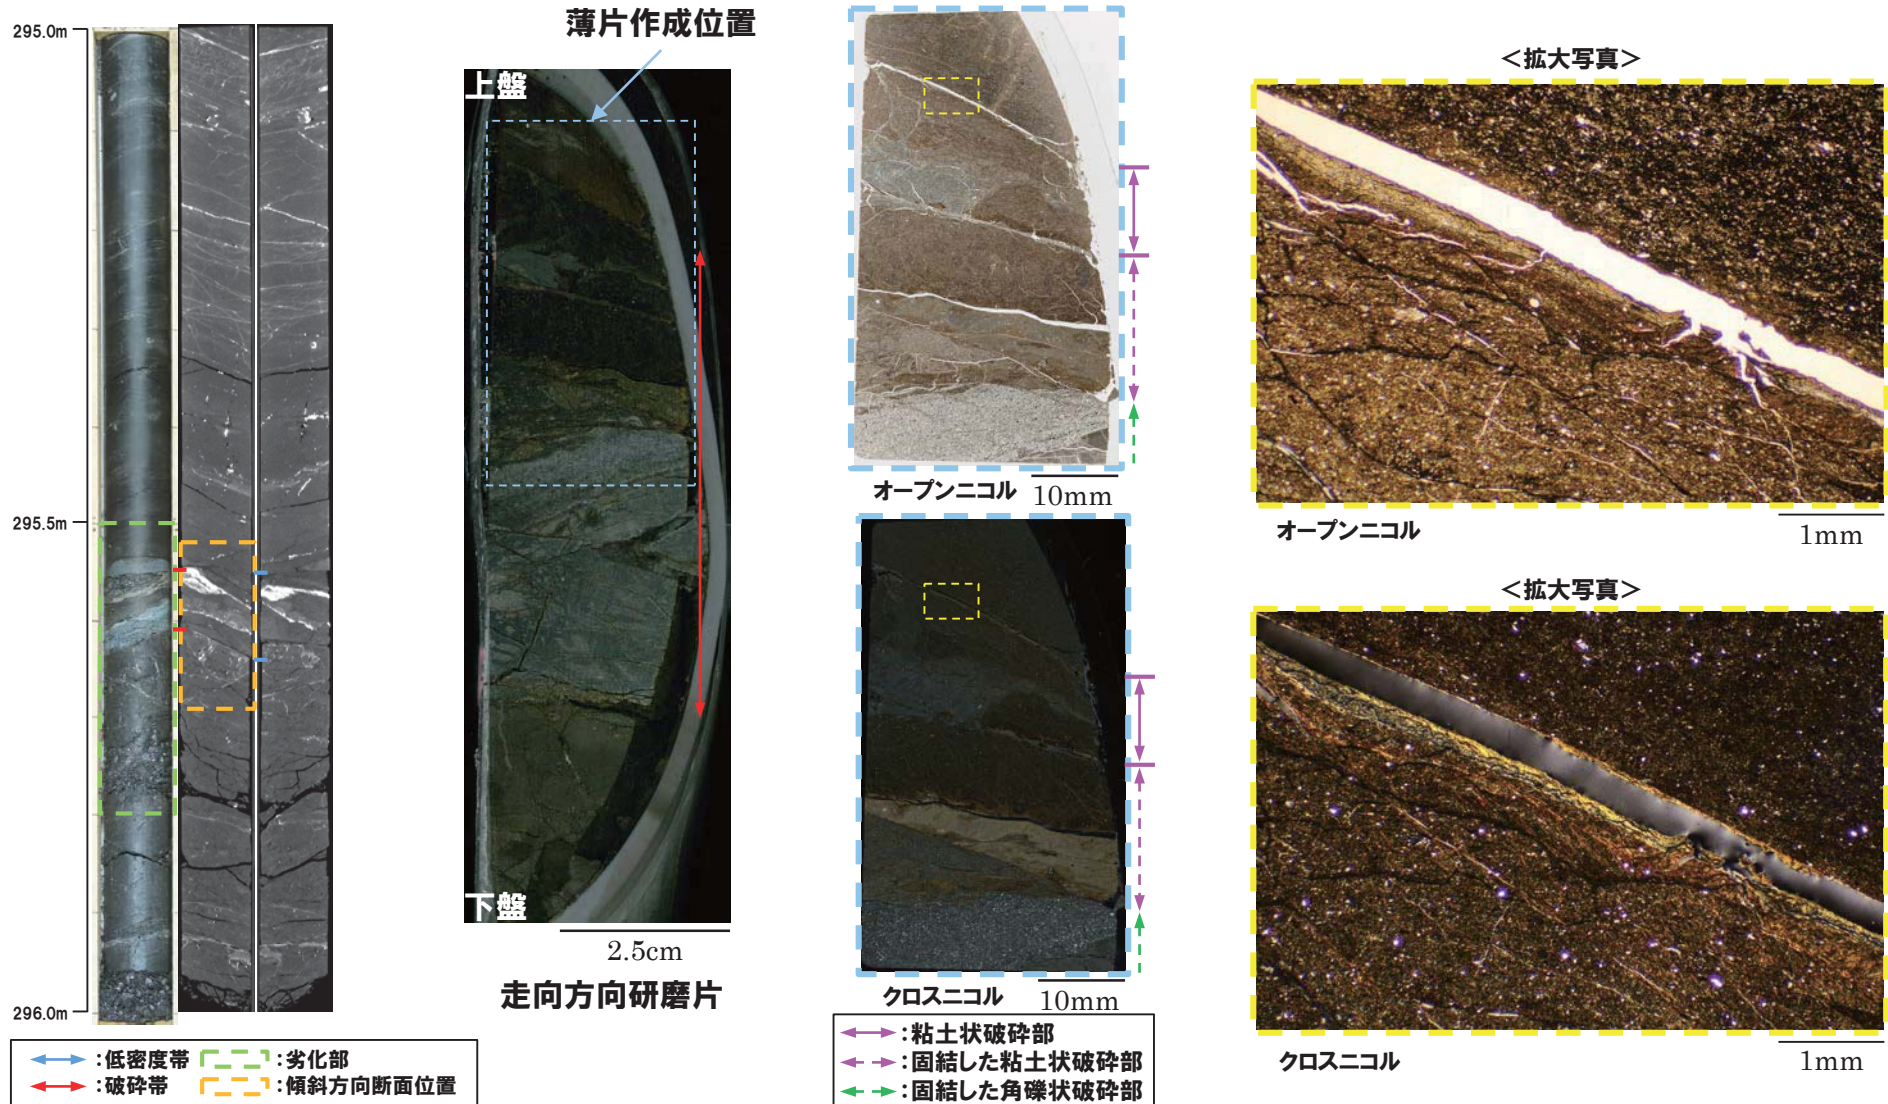 295.0m
295.5m
296.0m
:低密度帯
:劣化部
:破砕帯
:傾斜方向断面位置
薄片作成位置
上盤
下盤
2.5cm
走向方向研磨片
オープンニコル
10mm
クロスニコル
10mm
:粘土状破砕部
:固結した粘土状破砕部
:固結した角礫状破砕部
＜拡大写真＞
オープンニコル
1mm
＜拡大写真＞
クロスニコル
1mm